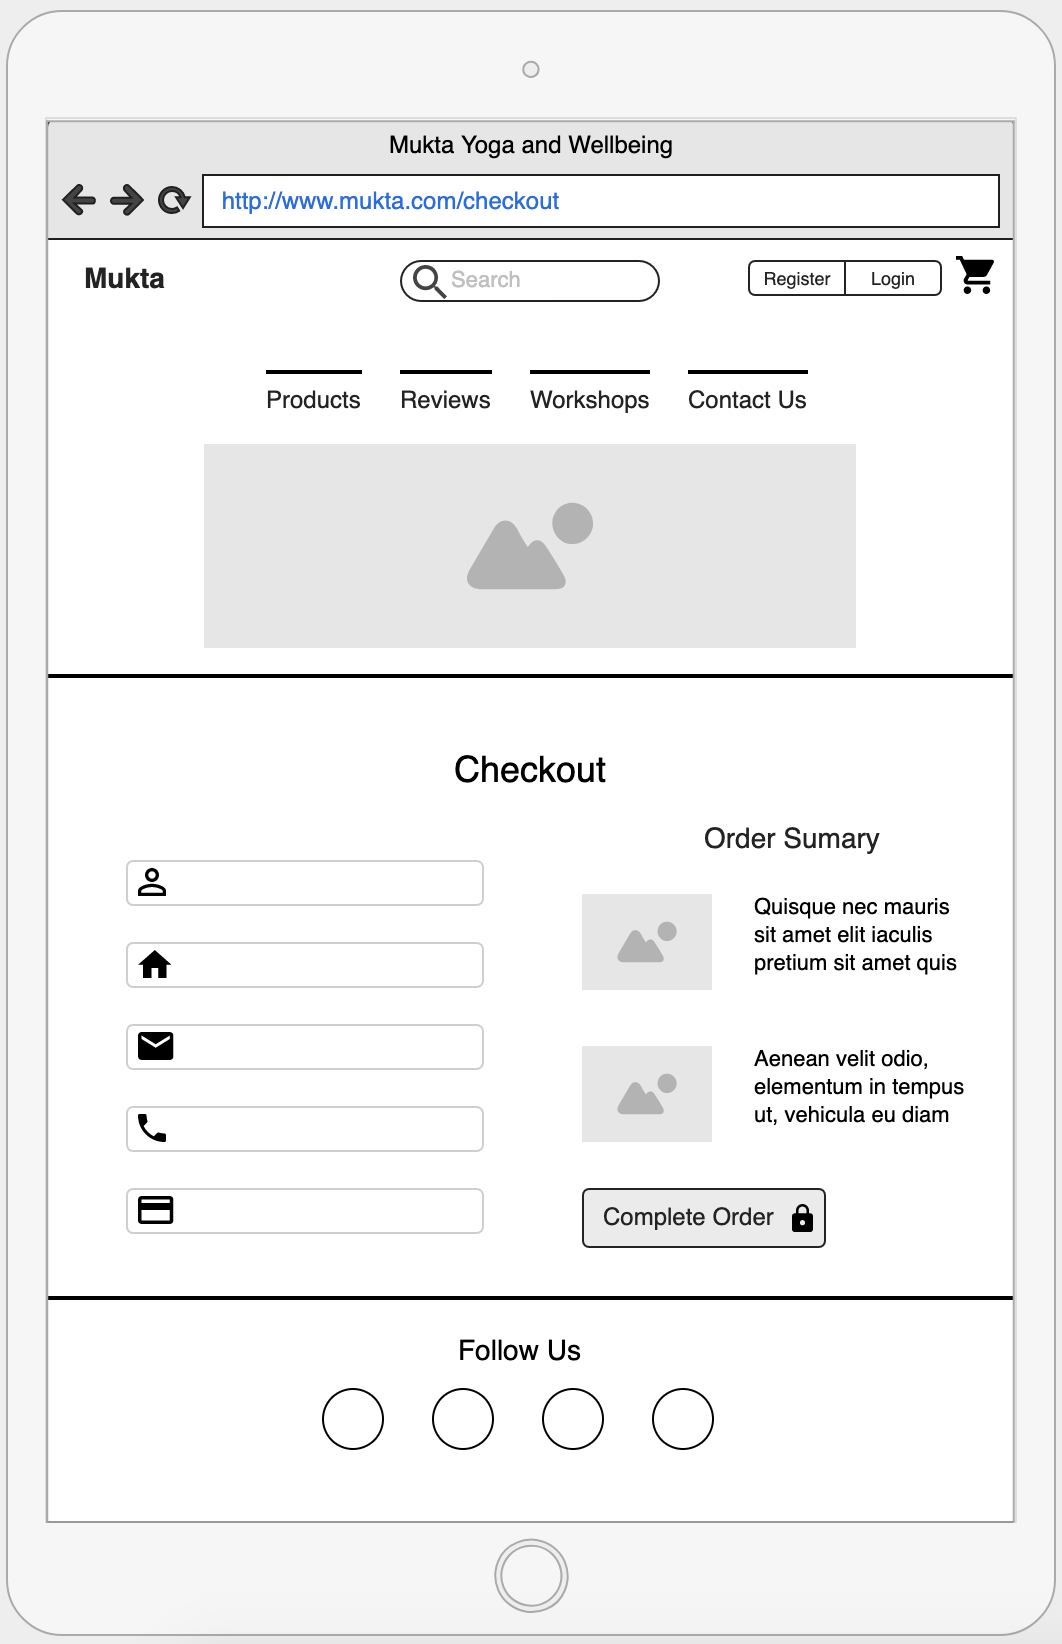 Mukta Yoga and Wellbeing
http://www.mukta.com/checkout
Mukta
Search
Register
Login
Products
Reviews
Workshops
Contact Us
Checkout
Order Sumary
Quisque nec mauris
sit amet elit iaculis
pretium sit amet quis
Aenean velit odio,
elementum in tempus
ut, vehicula eu diam
Complete Order
Follow Us